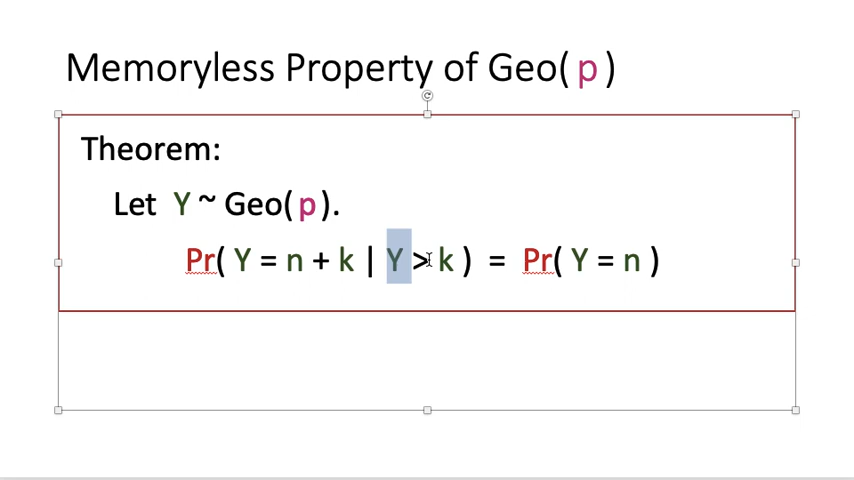 Memoryless Property of Geo( p )
Theorem:
Let Y ~ Geo( p ).
Pr( Y = n + k | Y > k ) = Pr( Y = n )